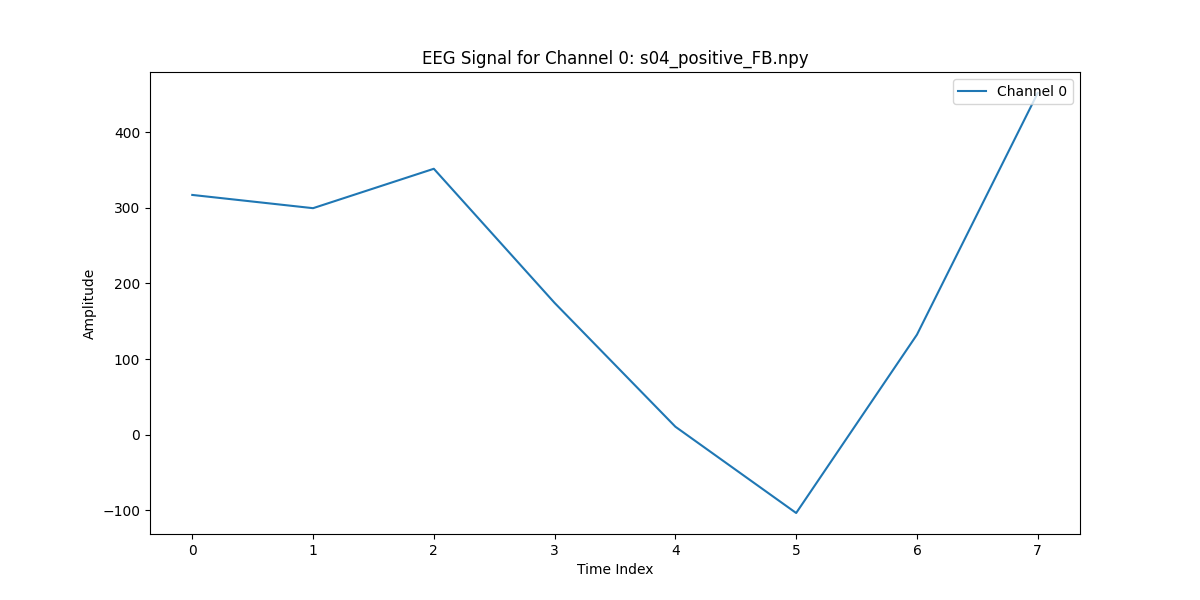 EEG Signal for Channel 0: s04_positive_FB.npy
Channel 0
400
300
200
100
0
−100
Amplitude
0 1 2 3 4 5 6 7
Time Index